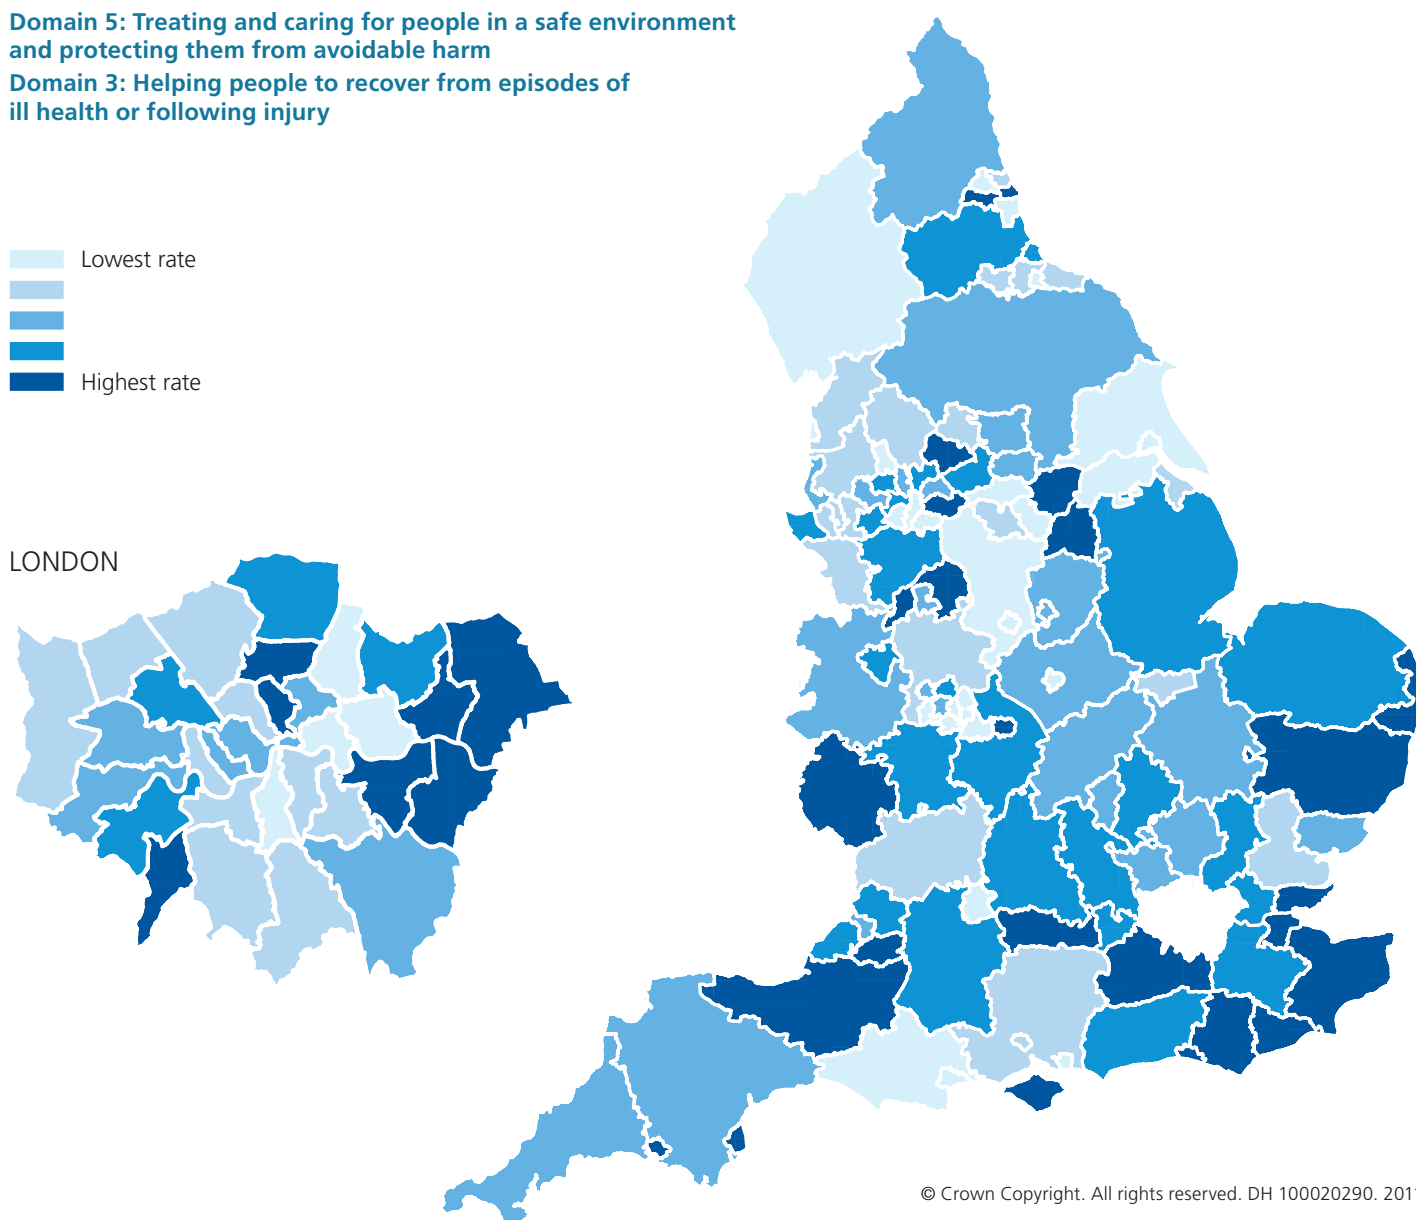 Domain 5: Treating and caring for people in a safe environment
and protecting them from avoidable harm
Domain 3: Helping people to recover from episodes of
ill health or following injury
Lowest rate
Highest rate
LONDON
© Crown Copyright. All rights reserved. DH 100020290. 201